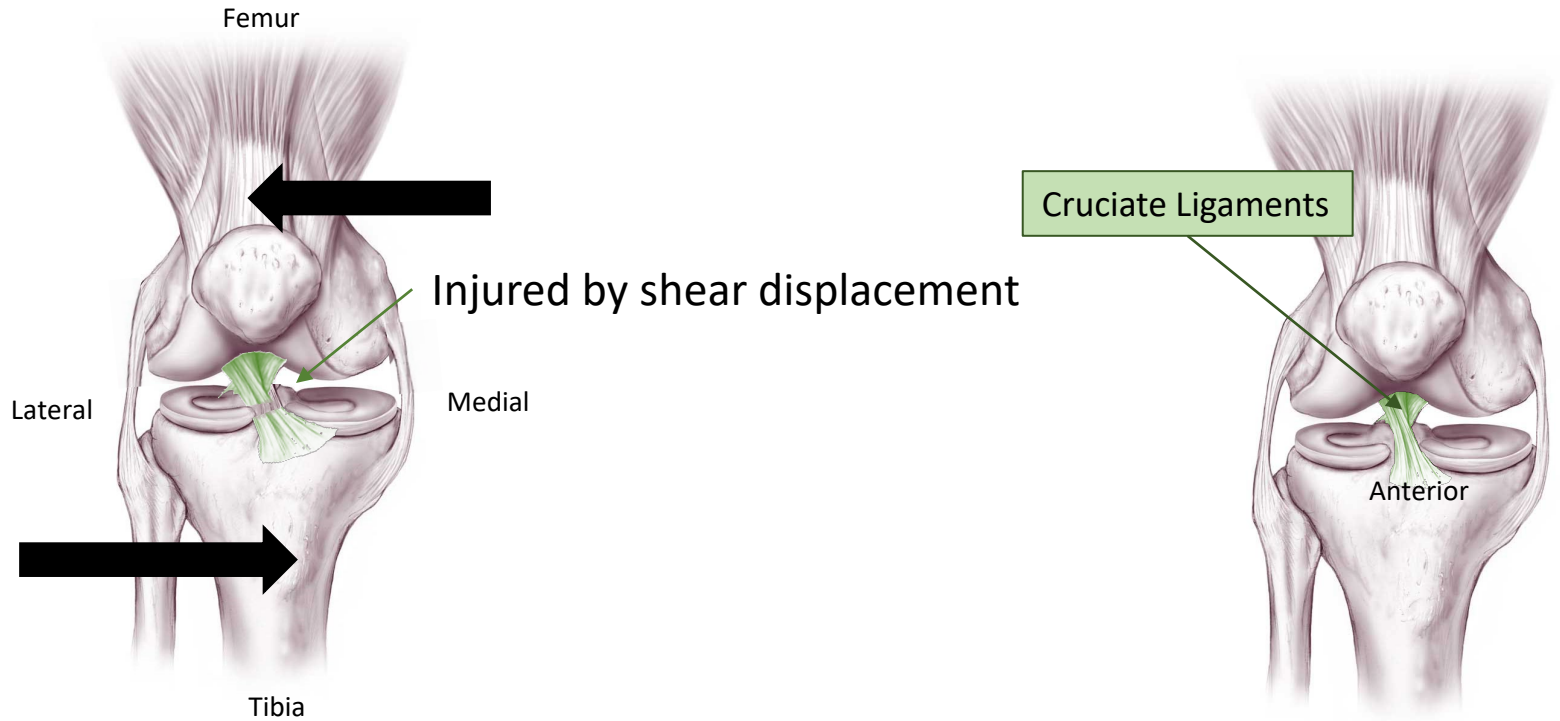 Femur
Cruciate Ligaments
Injured by shear displacement
Lateral
Medial
Anterior
Tibia